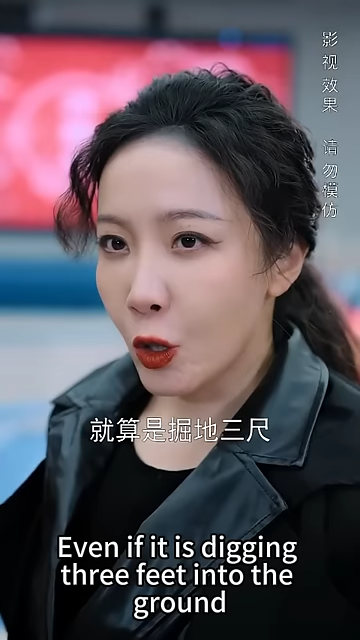 影视效果 请勿模仿
就算是掘地三尺
Even if it is digging
three feet into the
ground